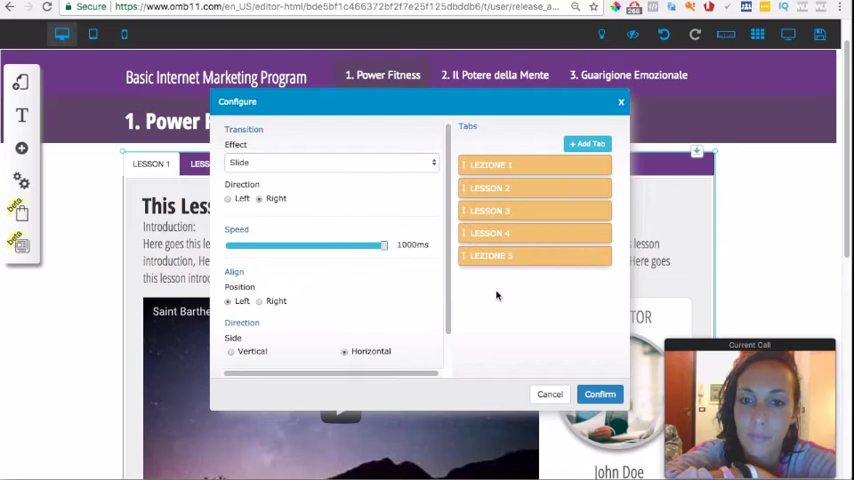 Secure
https://www.omb11.com/en_US/editor-html/bde5bf1c466372bf2f7e25f125dbddb6/t/user/release_a...
268
Basic Internet Marketing Program
1. Power Fitness
2. Il Potere della Mente
3. Guarigione Emozionale
1. Power F
Configure
x
Transition
Effect
Slide
Direction
Left
Right
Speed
1000ms
Align
Position
Left
Right
Direction
Side
Vertical
Horizontal
Tabs
+ Add Tab
LEZIONE 1
LESSON 2
LESSON 3
LESSON 4
LEZIONE 5
Cancel
Confirm
LESSON 1
LESS
beta
beta
This Les
Introduction:
Here goes this le
introduction, He
this lesson introd
lesson
Here goes
Saint Barthe
TOR
John Doe
Current Call